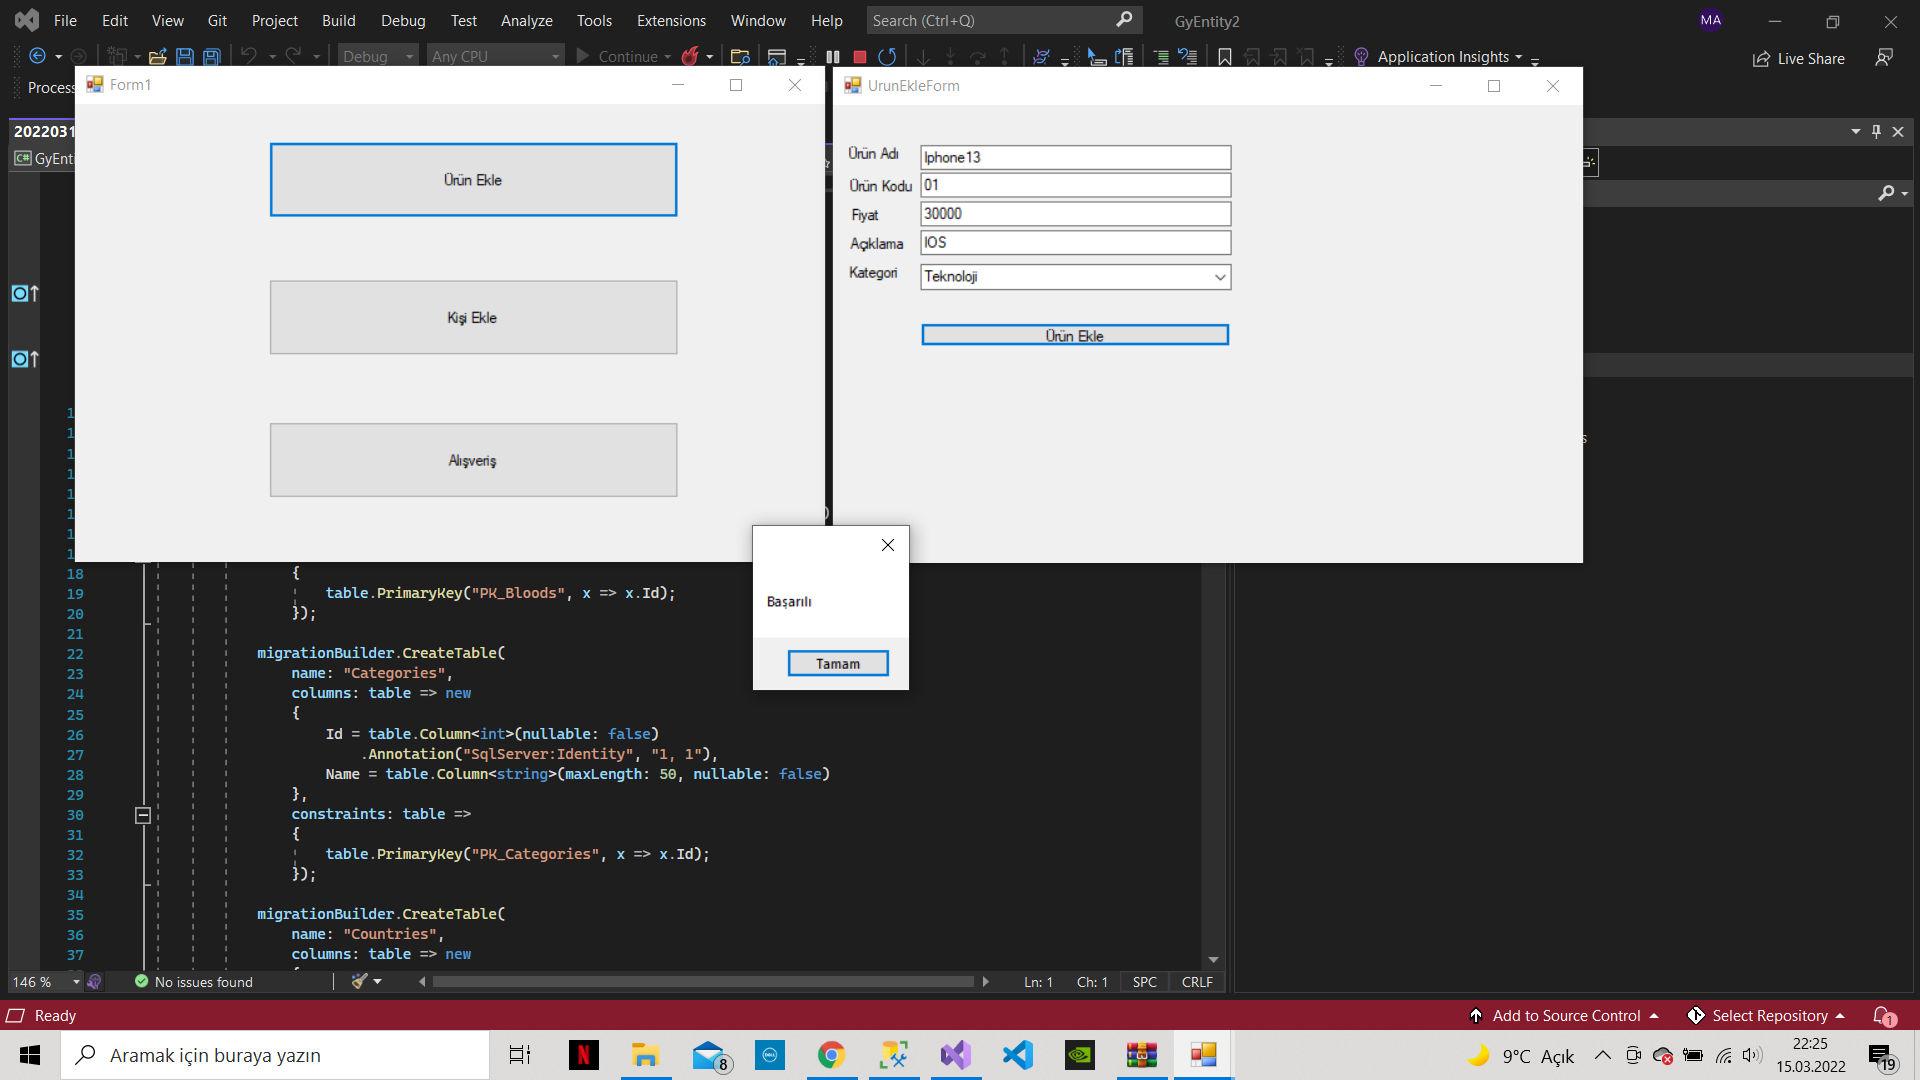 File Edit View Git Project Build Debug Test Analyze Tools Extensions Window Help Search (Ctrl+Q) GyEntity2 MA
Debug Any CPU Continue Application Insights Live Share
Process
2022031
GyEnti
Form1
Ürün Ekle
Kişi Ekle
Alışveriş
UrunEkleForm
Ürün Adı Iphone13
Ürün Kodu 01
Fiyat 30000
Açıklama IOS
Kategori Teknoloji
Ürün Ekle
Başarılı
Tamam
18 {
19 table.PrimaryKey("PK_Bloods", x => x.Id);
20 });
21
22 migrationBuilder.CreateTable(
23 name: "Categories",
24 columns: table => new
25 {
26 Id = table.Column<int>(nullable: false)
27 .Annotation("SqlServer:Identity", "1, 1"),
28 Name = table.Column<string>(maxLength: 50, nullable: false)
29 },
30 constraints: table =>
31 {
32 table.PrimaryKey("PK_Categories", x => x.Id);
33 });
34
35 migrationBuilder.CreateTable(
36 name: "Countries",
37 columns: table => new
146 % No issues found Ln: 1 Ch: 1 SPC CRLF
Ready Add to Source Control Select Repository 1
Aramak için buraya yazın 8 9°C Açık 22:25
15.03.2022 19